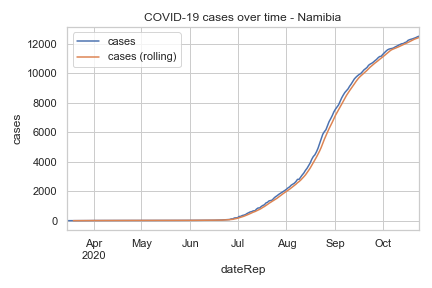 COVID-19 cases over time - Namibia
cases
cases (rolling)
12000
10000
8000
6000
4000
2000
0
cases
Apr May Jun Jul Aug Sep Oct
2020
dateRep